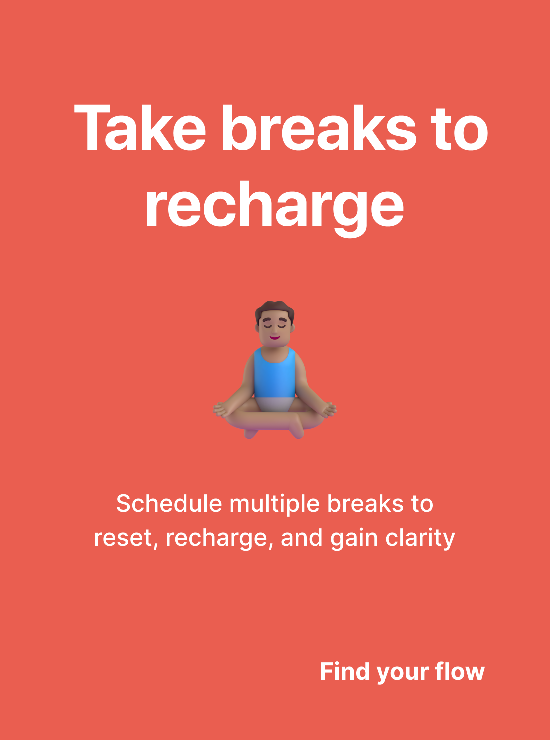 Take breaks to
recharge
Schedule multiple breaks to
reset, recharge, and gain clarity
Find your flow